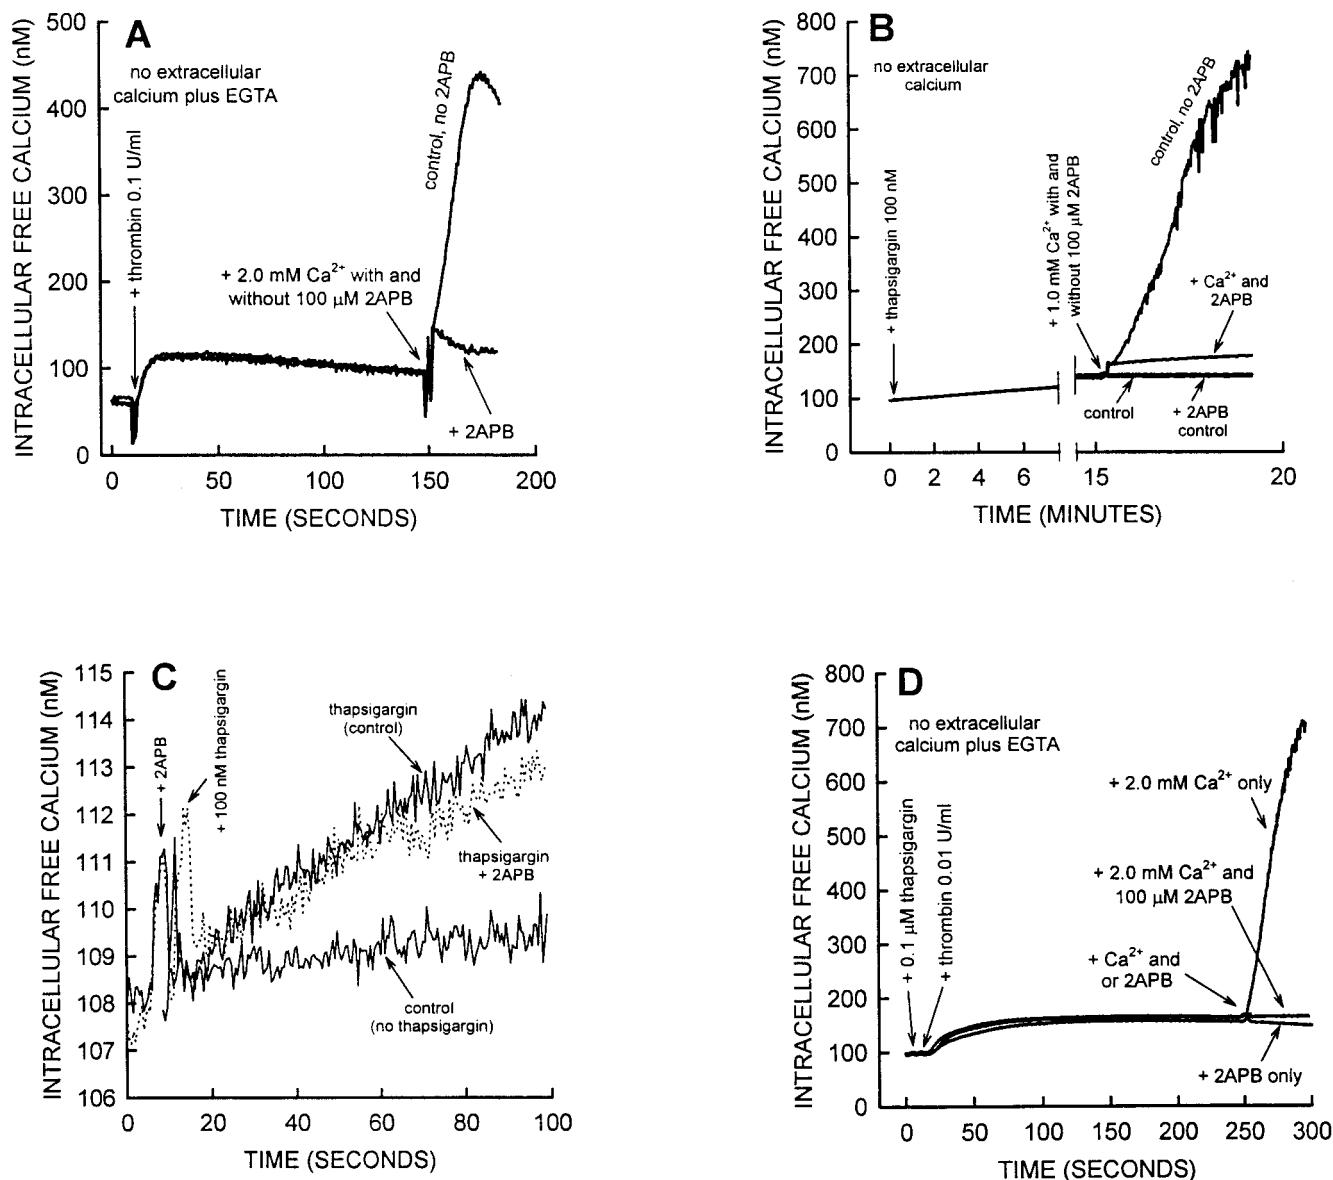 A
INTRACELLULAR FREE CALCIUM (nM)
500
400
300
200
100
0
no extracellular
calcium plus EGTA
+ thrombin 0.1 U/ml
control, no 2APB
+ 2.0 mM Ca2+ with and
without 100 µM 2APB
+ 2APB
0
50
100
150
200
TIME (SECONDS)
B
INTRACELLULAR FREE CALCIUM (nM)
800
700
600
500
400
300
200
100
0
no extracellular
calcium
+ thapsigargin 100 nM
+ 1.0 mM Ca2+ with and
without 100 µM 2APB
control, no 2APB
+ Ca2+ and
2APB
control
+ 2APB
control
0
2
4
6
15
20
TIME (MINUTES)
C
INTRACELLULAR FREE CALCIUM (nM)
115
114
113
112
111
110
109
108
107
106
+ 2APB
+ 100 nM thapsigargin
thapsigargin
(control)
thapsigargin
+ 2APB
control
(no thapsigargin)
0
20
40
60
80
100
TIME (SECONDS)
D
INTRACELLULAR FREE CALCIUM (nM)
800
700
600
500
400
300
200
100
0
no extracellular
calcium plus EGTA
+ 0.1 µM thapsigargin
+ thrombin 0.01 U/ml
+ 2.0 mM Ca2+ only
+ 2.0 mM Ca2+ and
100 µM 2APB
+ Ca2+ and
or 2APB
+ 2APB only
0
50
100
150
200
250
300
TIME (SECONDS)